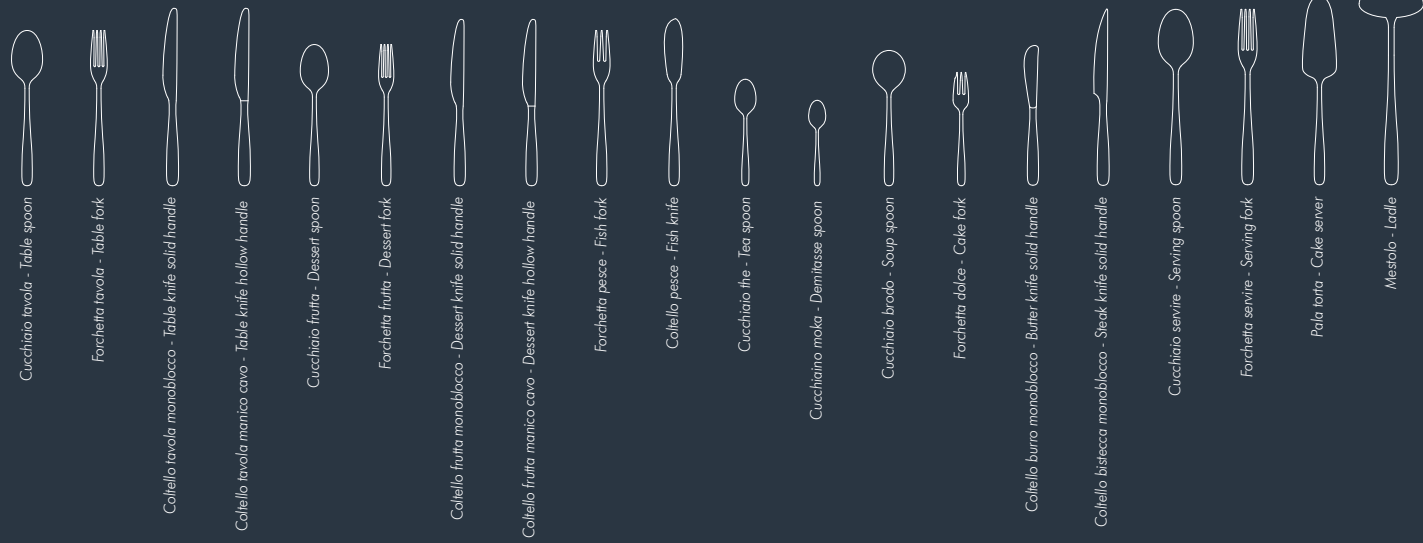 Cucchiaio tavola - Table spoon
Forchetta tavola - Table fork
Coltello tavola monoblocco - Table knife solid handle
Coltello tavola manico cavo - Table knife hollow handle
Cucchiaio frutta - Dessert spoon
Forchetta frutta - Dessert fork
Coltello frutta monoblocco - Dessert knife solid handle
Coltello frutta manico cavo - Dessert knife hollow handle
Forchetta pesce - Fish fork
Coltello pesce - Fish knife
Cucchiaio the - Tea spoon
Cucchiaino moka - Demitasse spoon
Cucchiaio brodo - Soup spoon
Forchetta dolce - Cake fork
Coltello burro monoblocco - Butter knife solid handle
Coltello bistecca monoblocco - Steak knife solid handle
Cucchiaio servire - Serving spoon
Forchetta servire - Serving fork
Pala torta - Cake server
Mestolo - Ladle